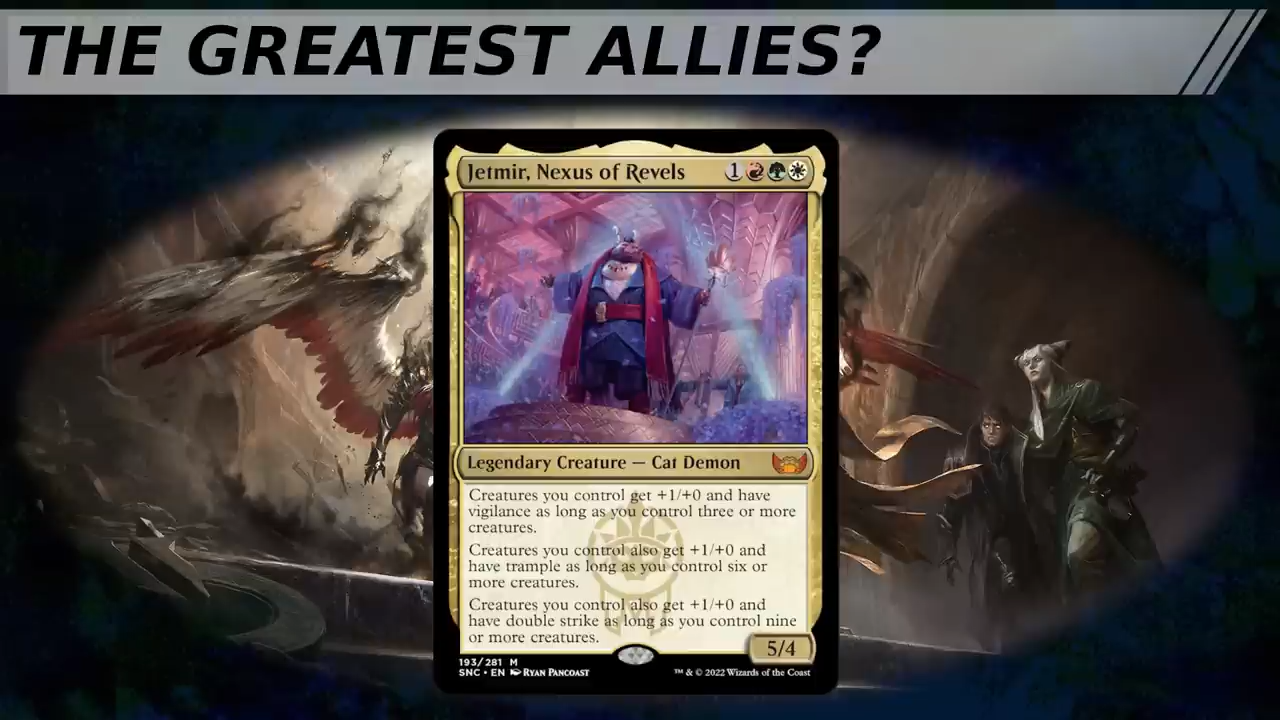 THE GREATEST ALLIES?
Jetmir, Nexus of Revels 1
Legendary Creature — Cat Demon
Creatures you control get +1/+0 and have
vigilance as long as you control three or more
creatures.
Creatures you control also get +1/+0 and
have trample as long as you control six or
more creatures.
Creatures you control also get +1/+0 and
have double strike as long as you control nine
or more creatures.
5/4
193/281 M
SNC • EN RYAN PANCOAST
™ & © 2022 Wizards of the Coast